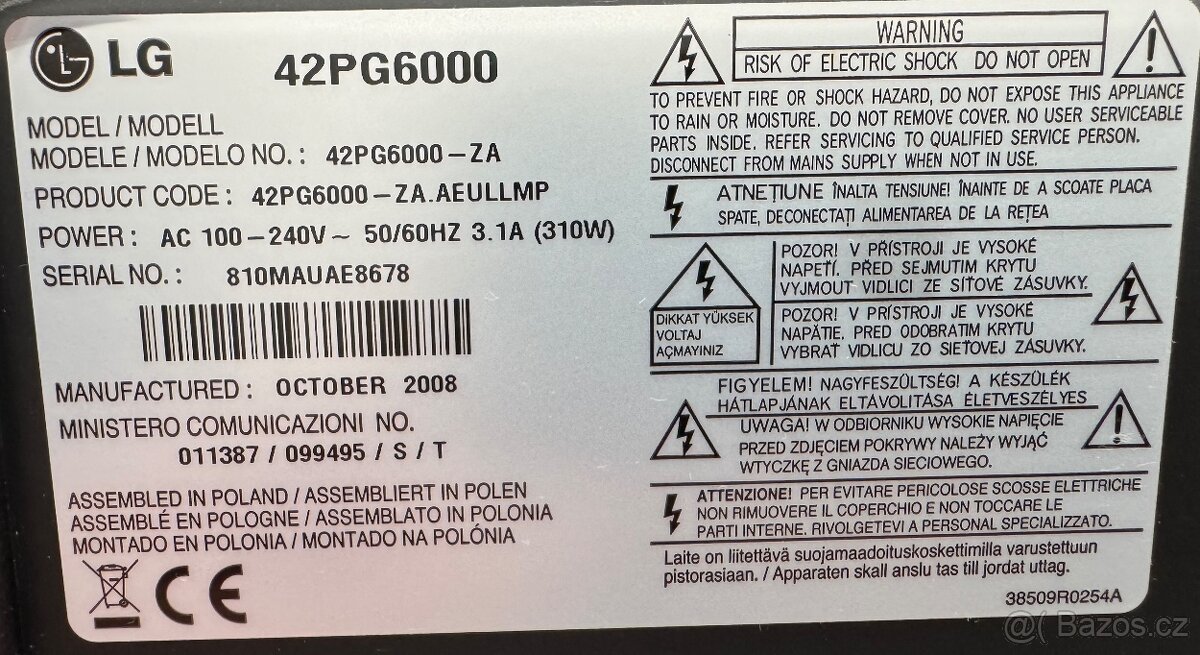 LG 42PG6000
MODEL / MODELL
MODELE / MODELO NO. : 42PG6000-ZA
PRODUCT CODE : 42PG6000-ZA.AEULLMP
POWER : AC 100-240V~ 50/60HZ 3.1A (310W)
SERIAL NO. : 810MAUAE8678
MANUFACTURED : OCTOBER 2008
MINISTERO COMUNICAZIONI NO.
011387 / 099495 / S / T
ASSEMBLED IN POLAND / ASSEMBLIERT IN POLEN
ASSEMBLÉ EN POLOGNE / ASSEMBLATO IN POLONIA
MONTADO EN POLONIA / MONTADO NA POLÓNIA
CE
WARNING
RISK OF ELECTRIC SHOCK DO NOT OPEN
TO PREVENT FIRE OR SHOCK HAZARD, DO NOT EXPOSE THIS APPLIANCE
TO RAIN OR MOISTURE. DO NOT REMOVE COVER. NO USER SERVICEABLE
PARTS INSIDE. REFER SERVICING TO QUALIFIED SERVICE PERSON.
DISCONNECT FROM MAINS SUPPLY WHEN NOT IN USE.
ATNEȚIUNE ÎNALTA TENSIUNE! ÎNAINTE DE A SCOATE PLACA
SPATE, DECONECTAȚI ALIMENTAREA DE LA REȚEA
DIKKAT YÜKSEK
VOLTAJ
AÇMAYINIZ
POZOR! V PŘÍSTROJI JE VYSOKÉ
NAPETÍ. PŘED SEJMUTIM KRYTU
VYJMOUT VIDLICI ZE SÍTOVÉ ZÁSUVKY.
POZOR! V PRÍSTROJI JE VYSOKÉ
NAPÄTIE. PRED ODOBRATIM KRYTU
VYBRAŤ VIDLICU ZO SIEŤOVEJ ZÁSUVKY.
FIGYELEM! NAGYFESZÜLTSÉG! A KÉSZÜLÉK
HÁTLAPJÁNAK ELTÁVOLITÁSA ÉLETVESZÉLYES
UWAGA! W ODBIORNIKU WYSOKIE NAPIĘCIE
PRZED ZDJĘCIEM POKRYWY NALEŻY WYJĄĆ
WTYCZKĘ Z GNIAZDA SIECIOWEGO.
ATTENZIONE! PER EVITARE PERICOLOSE SCOSSE ELETTRICHE
NON RIMUOVERE IL COPERCHIO E NON TOCCARE LE
PARTI INTERNE. RIVOLGETEVI A PERSONAL SPECIALIZZATO.
Laite on liitettävä suojamaadoituskoskettimilla varustettuun
pistorasiaan. / Apparaten skall anslu tas till jordat uttag.
38509R0254A
@( Bazos.cz